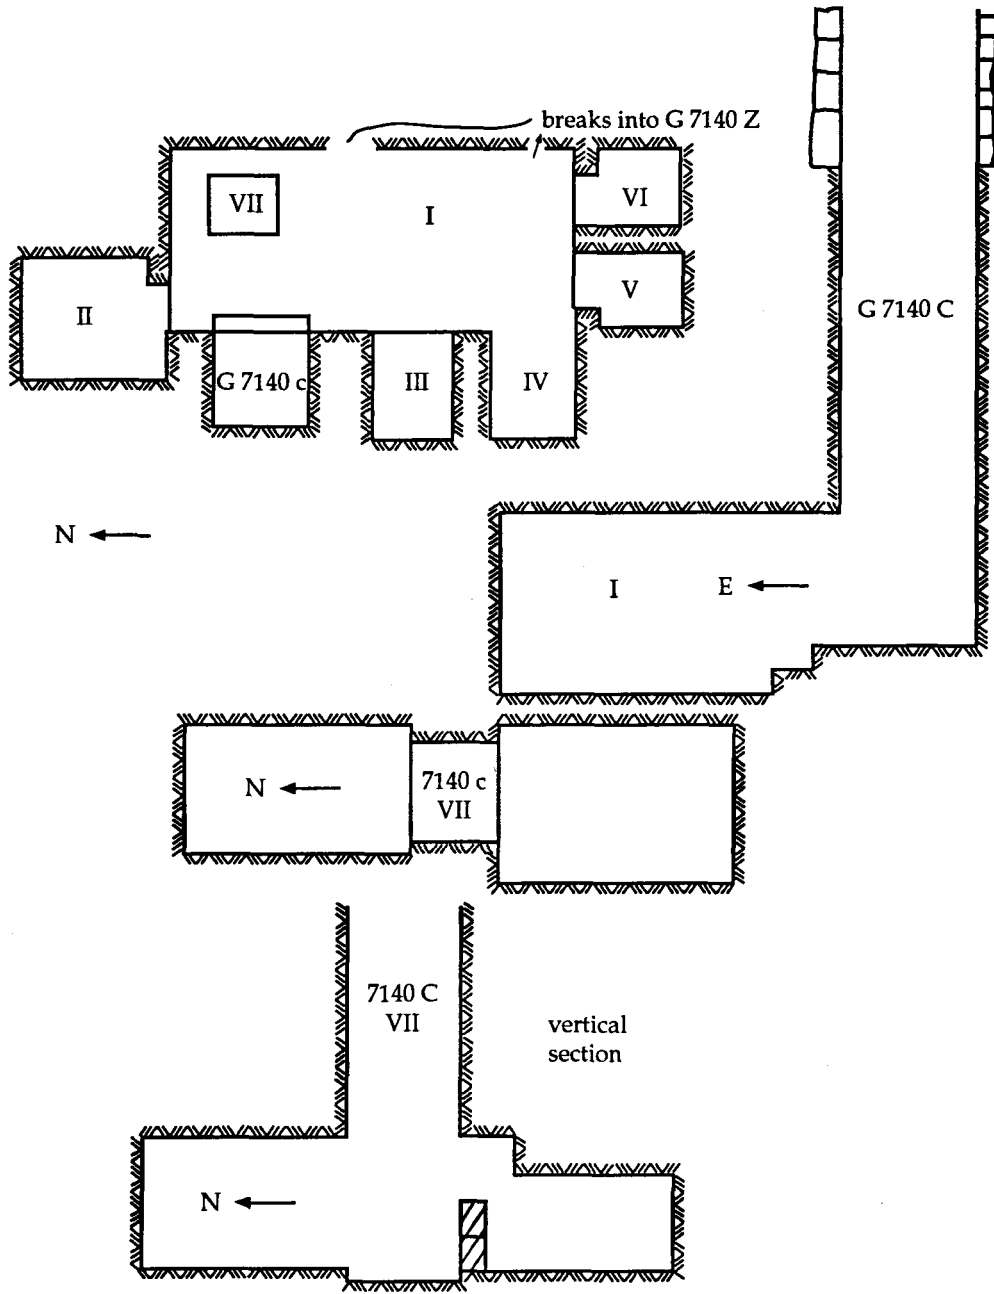 breaks into G 7140 Z
VII
I
VI
V
II
G 7140 c
III
IV
G 7140 C
N
I
E
N
7140 c
VII
7140 C
VII
vertical
section
N